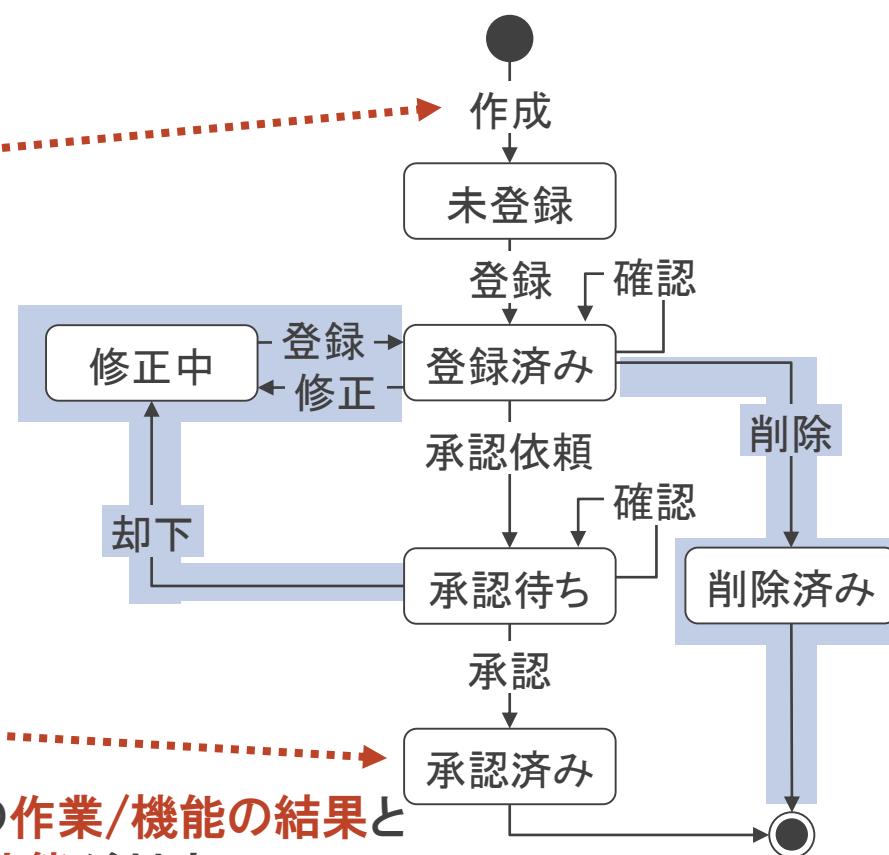 作成
未登録
登録
確認
修正中
登録
修正
登録済み
削除
承認依頼
確認
却下
承認待ち
削除済み
承認
承認済み
作業/機能の結果と